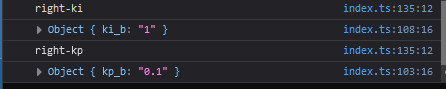 right-ki index.ts:135:12
▶ Object { ki_b: "1" } index.ts:108:16
right-kp index.ts:135:12
▶ Object { kp_b: "0.1" } index.ts:103:16